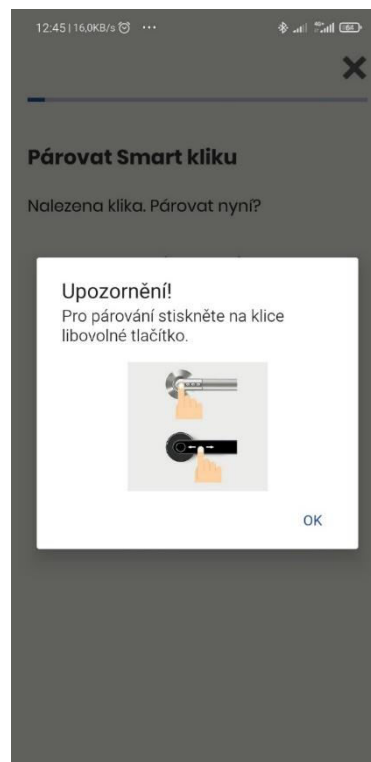 12:45 | 16,0KB/s
Párovat Smart kliku
Nalezena klika. Párovat nyní?
Upozornění!
Pro párování stiskněte na klice
libovolné tlačítko.
OK